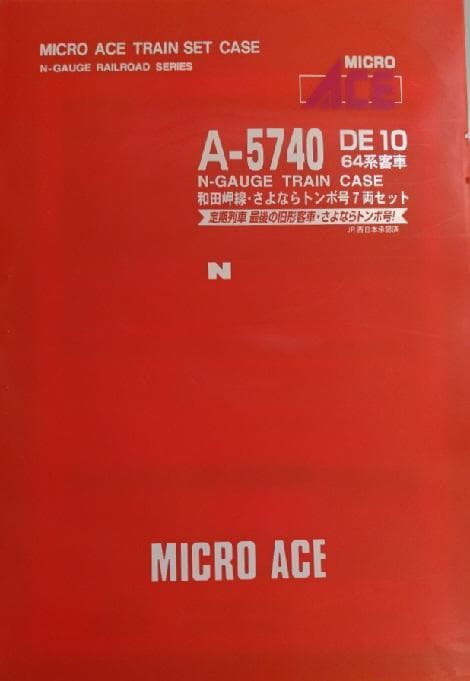 MICRO ACE TRAIN SET CASE
N-GAUGE RAILROAD SERIES
MICRO
ACE
A-5740 DE10
64系客車
N-GAUGE TRAIN CASE
和田岬線・さよならトンボ号7両セット
定期列車 最後の旧形客車・さよならトンボ号!
JR西日本承認済
N
MICRO ACE